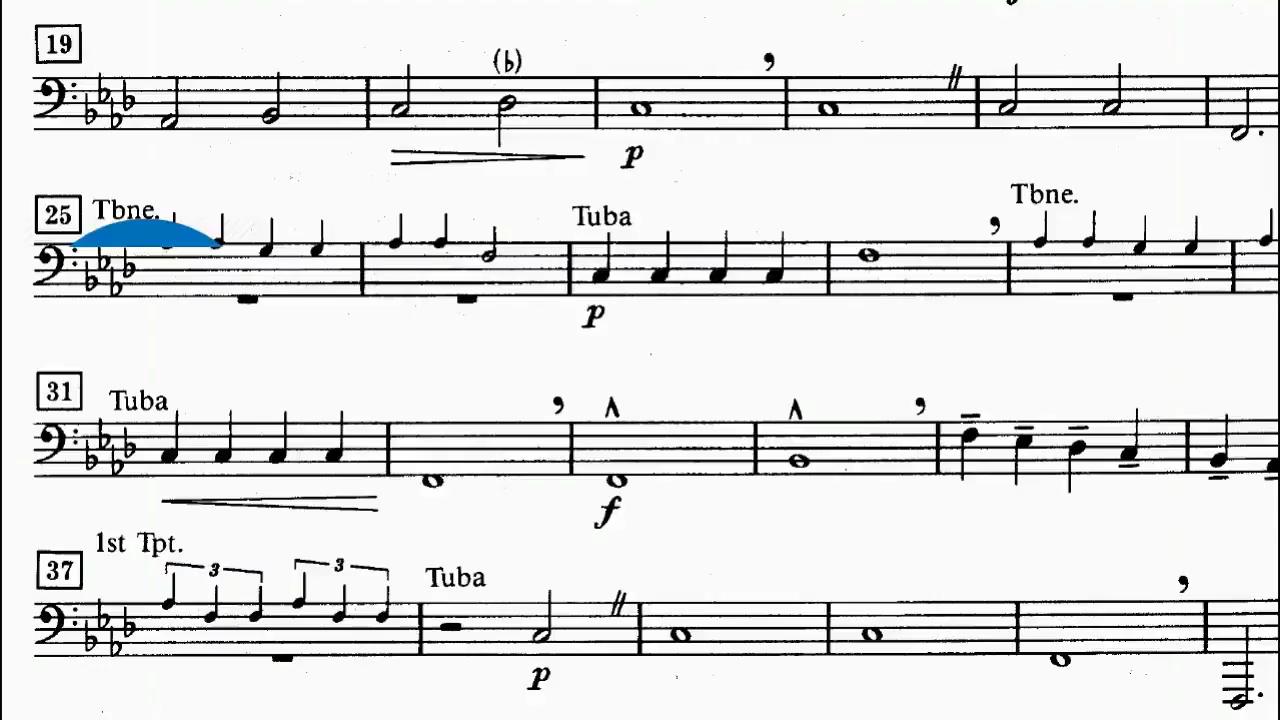 19
p
25 Tbne. Tuba Tbne.
p
31 Tuba
f
37 1st Tpt. 3 3 Tuba
p